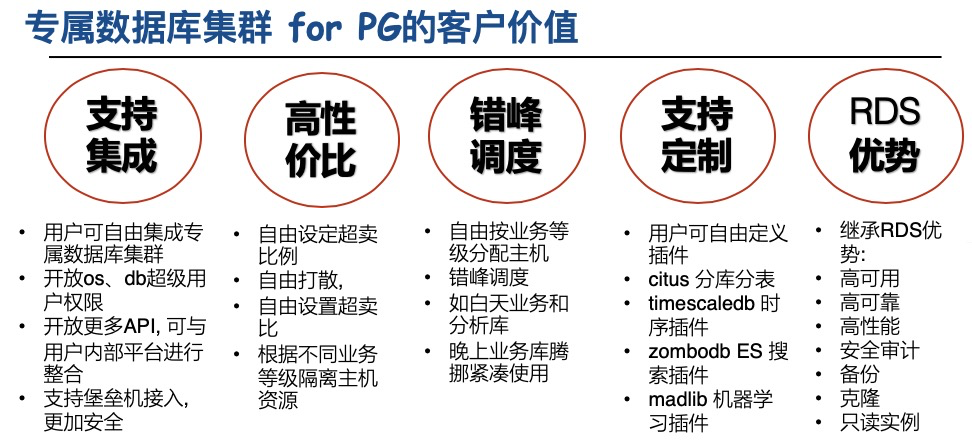 专属数据库集群 for PG的客户价值
支持
集成
• 用户可自由集成专
属数据库集群
• 开放os、db超级用
户权限
• 开放更多API, 可与
用户内部平台进行
整合
• 支持堡垒机接入,
更加安全
高性
价比
• 自由设定超卖
比例
• 自由打散,
• 自由设置超卖
比
• 根据不同业务
等级隔离主机
资源
错峰
调度
• 自由按业务等
级分配主机
• 错峰调度
• 如白天业务和
分析库
• 晚上业务库腾
挪紧凑使用
支持
定制
• 用户可自由定义
插件
• citus 分库分表
• timescaledb 时
序插件
• zombodb ES 搜
索插件
• madlib 机器学
习插件
RDS
优势
• 继承RDS优
势:
• 高可用
• 高可靠
• 高性能
• 安全审计
• 备份
• 克隆
• 只读实例